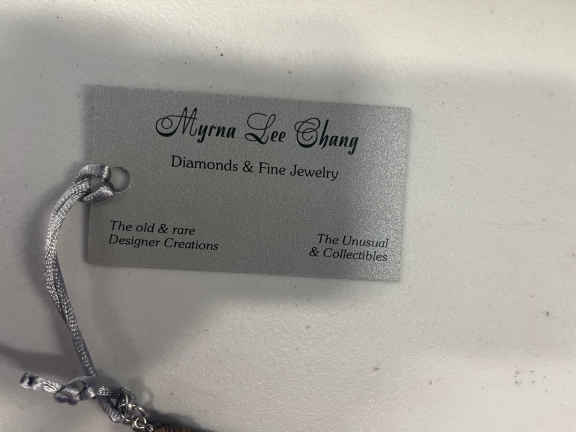 Myrna Lee Chang
Diamonds & Fine Jewelry
The old & rare
Designer Creations
The Unusual
& Collectibles